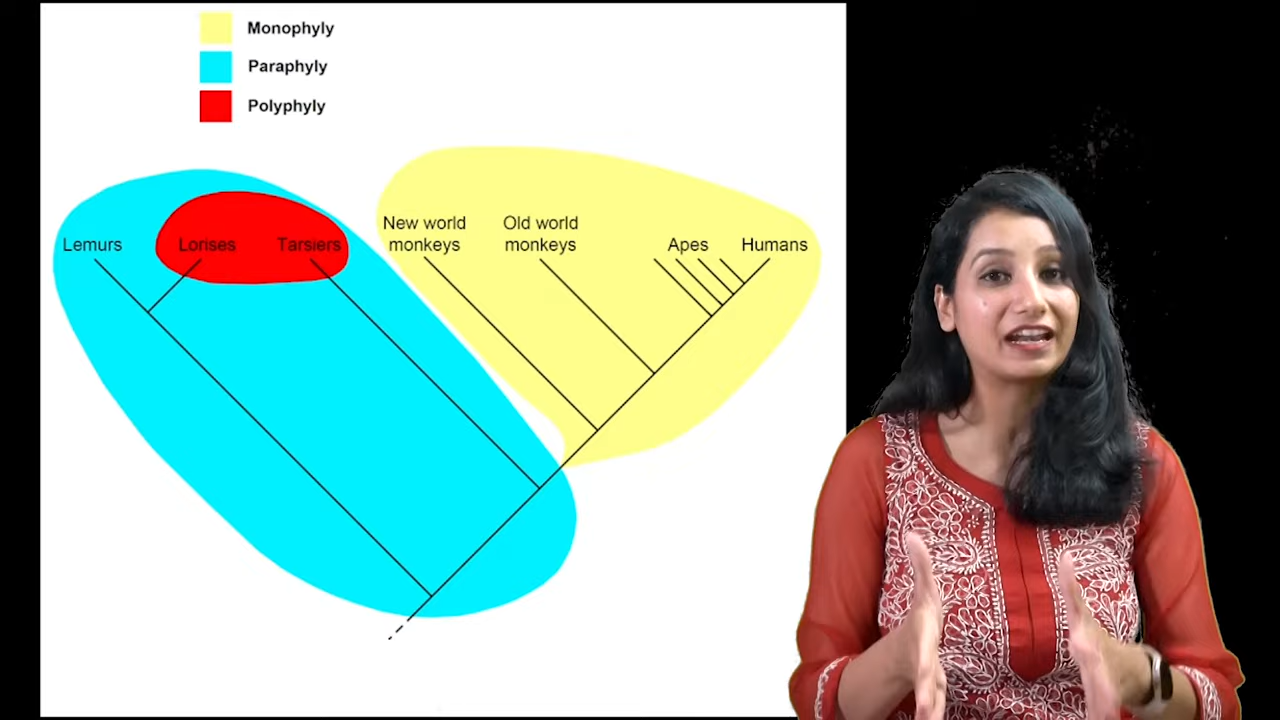 Monophyly
Paraphyly
Polyphyly
New world
monkeys
Old world
monkeys
Lemurs
Lorises
Tarsiers
Apes
Humans